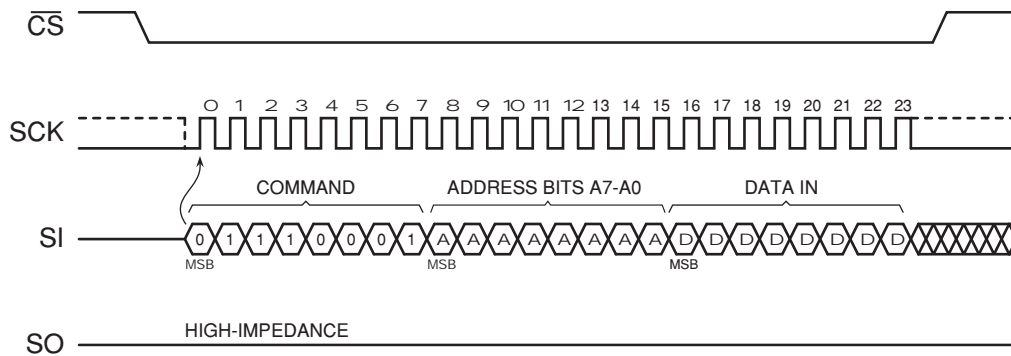 CS
0 1 2 3 4 5 6 7 8 9 10 11 12 13 14 15 16 17 18 19 20 21 22 23
SCK
COMMAND ADDRESS BITS A7-A0 DATA IN
SI 0 1 1 1 0 0 0 1 A A A A A A A A D D D D D D D D
MSB MSB MSB
HIGH-IMPEDANCE
SO